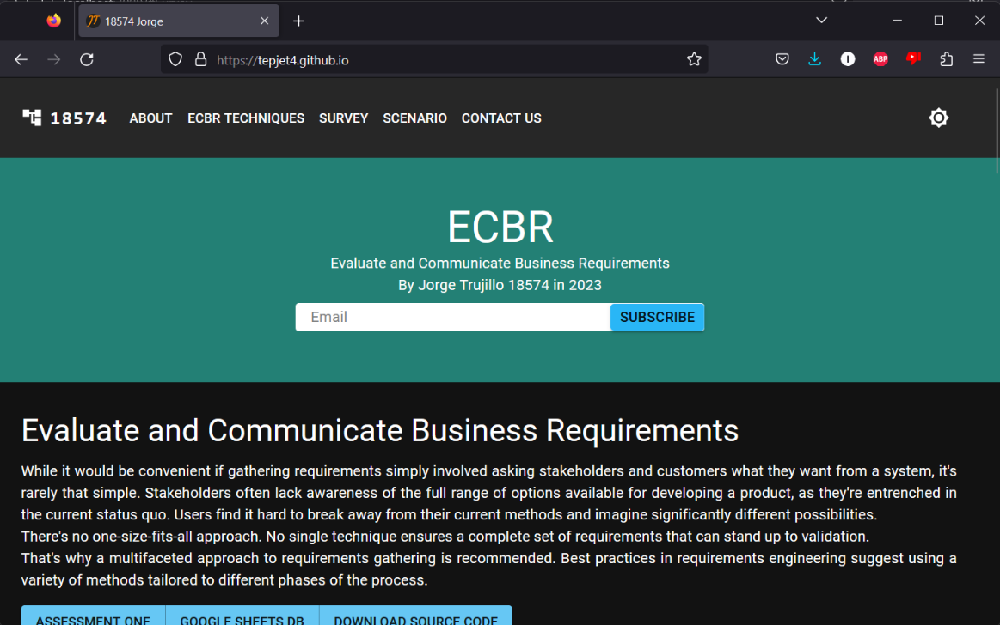 18574 Jorge
https://tepjet4.github.io
ABP
18574 ABOUT ECBR TECHNIQUES SURVEY SCENARIO CONTACT US
ECBR
Evaluate and Communicate Business Requirements
By Jorge Trujillo 18574 in 2023
Email SUBSCRIBE
Evaluate and Communicate Business Requirements
While it would be convenient if gathering requirements simply involved asking stakeholders and customers what they want from a system, it's
rarely that simple. Stakeholders often lack awareness of the full range of options available for developing a product, as they're entrenched in
the current status quo. Users find it hard to break away from their current methods and imagine significantly different possibilities.
There's no one-size-fits-all approach. No single technique ensures a complete set of requirements that can stand up to validation.
That's why a multifaceted approach to requirements gathering is recommended. Best practices in requirements engineering suggest using a
variety of methods tailored to different phases of the process.
ASSESSMENT ONE GOOGLE SHEETS DB DOWNLOAD SOURCE CODE